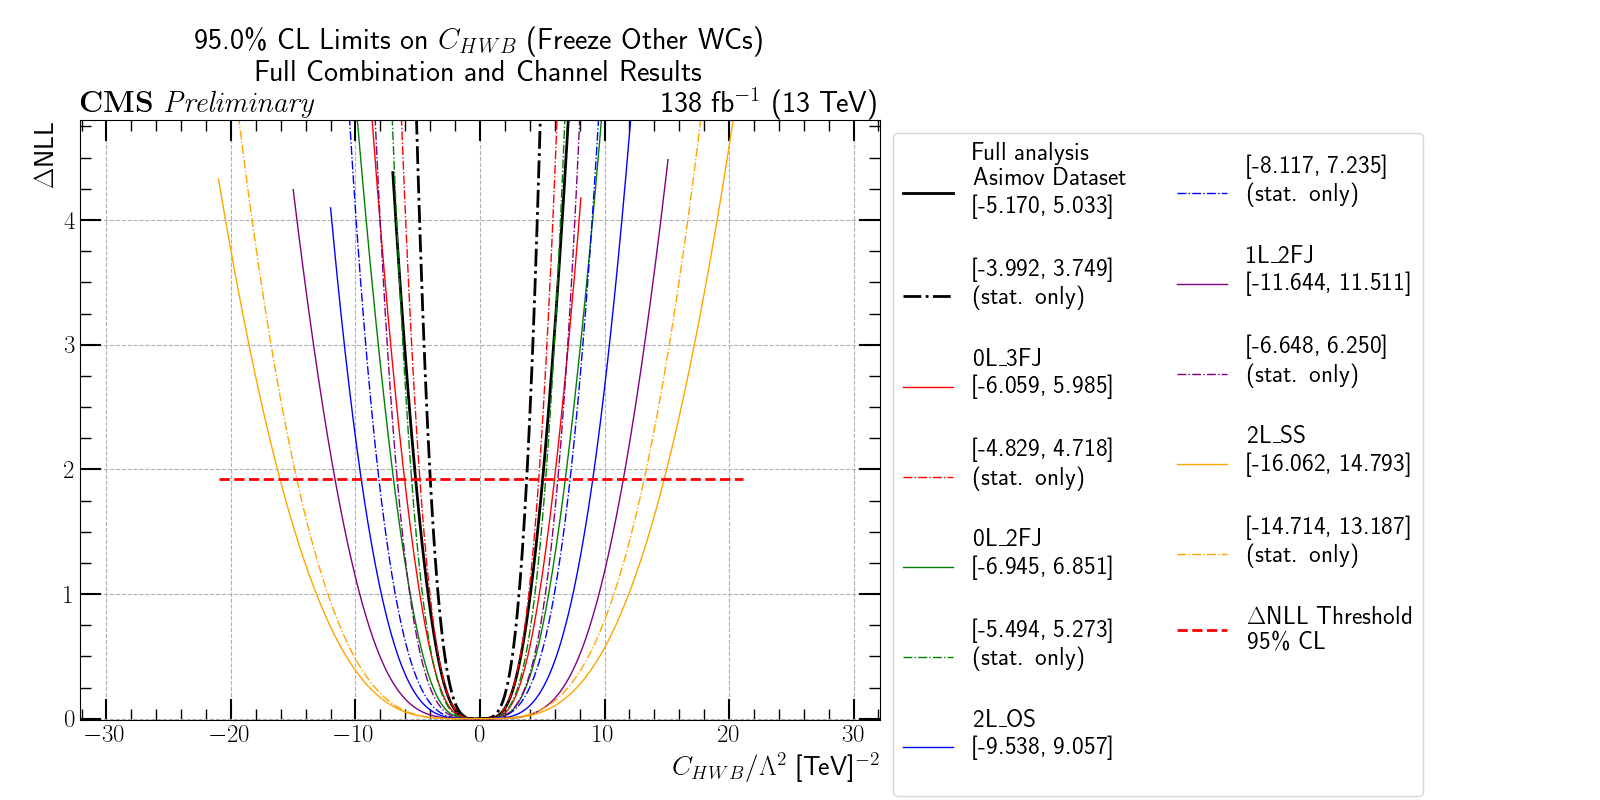 95.0% CL Limits on C_{HWB} (Freeze Other WCs)
Full Combination and Channel Results
CMS Preliminary
138 fb^{-1} (13 TeV)
ΔNLL
4
3
2
1
0
−30
−20
−10
0
10
20
30
C_{HWB}/Λ^2 [TeV]^{-2}
Full analysis
Asimov Dataset
[-5.170, 5.033]
[-3.992, 3.749]
(stat. only)
0L_3FJ
[-6.059, 5.985]
[-4.829, 4.718]
(stat. only)
0L_2FJ
[-6.945, 6.851]
[-5.494, 5.273]
(stat. only)
2L_OS
[-9.538, 9.057]
[-8.117, 7.235]
(stat. only)
1L_2FJ
[-11.644, 11.511]
[-6.648, 6.250]
(stat. only)
2L_SS
[-16.062, 14.793]
[-14.714, 13.187]
(stat. only)
ΔNLL Threshold
95% CL